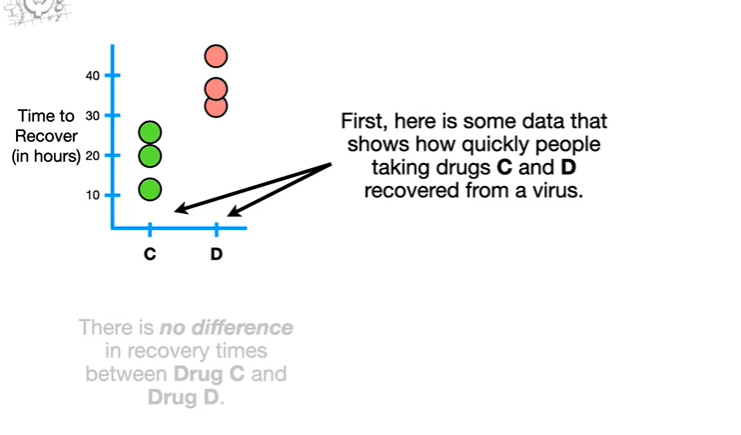 40
Time to 30
Recover
(in hours) 20
10
C D
First, here is some data that
shows how quickly people
taking drugs C and D
recovered from a virus.
There is no difference
in recovery times
between Drug C and
Drug D.